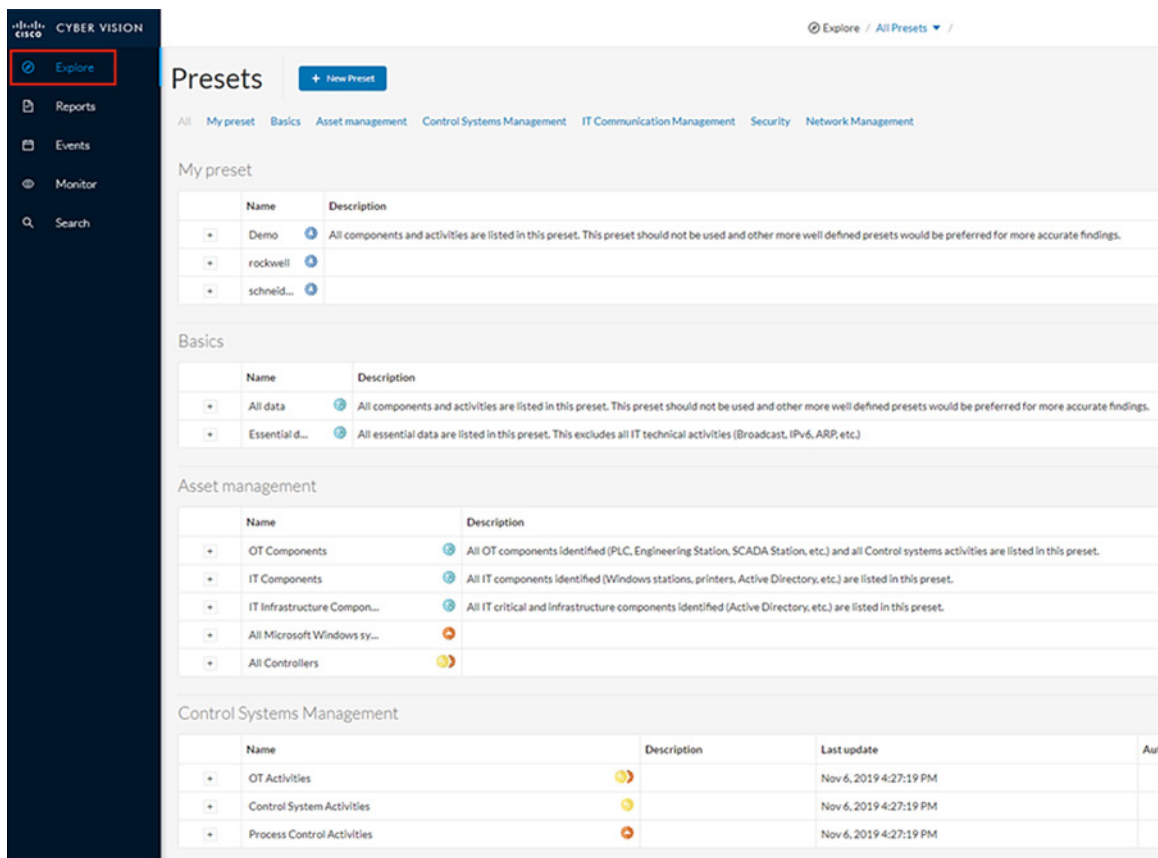 CISCO CYBER VISION
Explore / All Presets /
Explore
Reports
Events
Monitor
Search
Presets
+ New Preset
All My preset Basics Asset management Control Systems Management IT Communication Management Security Network Management
My preset
Name Description
+ Demo All components and activities are listed in this preset. This preset should not be used and other more well defined presets would be preferred for more accurate findings.
+ rockwell
+ schneid...
Basics
Name Description
+ All data All components and activities are listed in this preset. This preset should not be used and other more well defined presets would be preferred for more accurate findings.
+ Essential d... All essential data are listed in this preset. This excludes all IT technical activities (Broadcast, IPv6, ARP, etc.)
Asset management
Name Description
+ OT Components All OT components identified (PLC, Engineering Station, SCADA Station, etc.) and all Control systems activities are listed in this preset.
+ IT Components All IT components identified (Windows stations, printers, Active Directory, etc.) are listed in this preset.
+ IT Infrastructure Compon... All IT critical and infrastructure components identified (Active Directory, etc.) are listed in this preset.
+ All Microsoft Windows sy...
+ All Controllers
Control Systems Management
Name Description Last update Au
+ OT Activities Nov 6, 2019 4:27:19 PM
+ Control System Activities Nov 6, 2019 4:27:19 PM
+ Process Control Activities Nov 6, 2019 4:27:19 PM